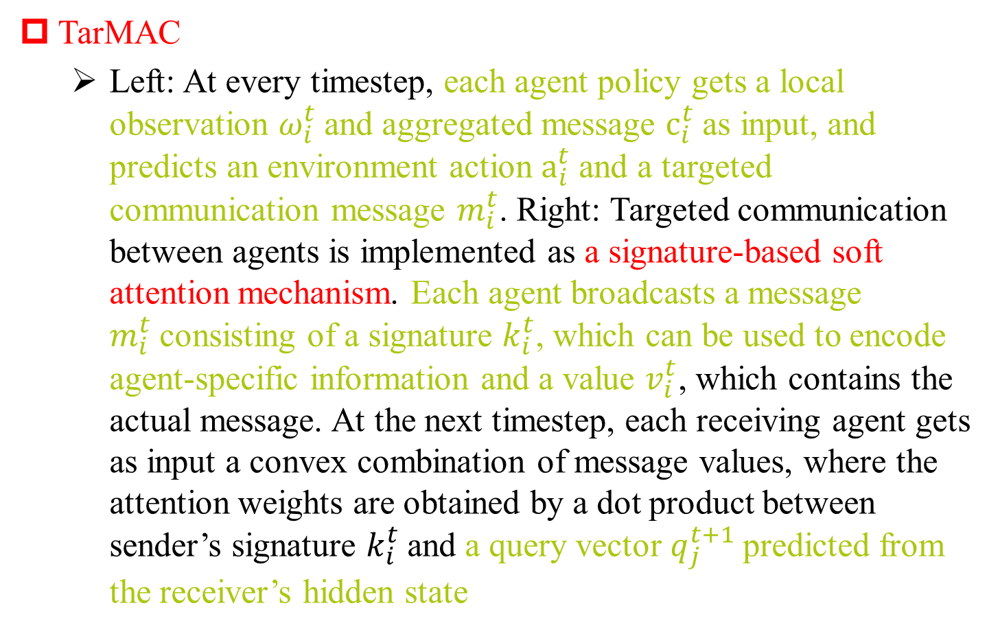 TarMAC
Left: At every timestep, each agent policy gets a local
observation $\omega_i^t$ and aggregated message $c_i^t$ as input, and
predicts an environment action $a_i^t$ and a targeted
communication message $m_i^t$. Right: Targeted communication
between agents is implemented as a signature-based soft
attention mechanism. Each agent broadcasts a message
$m_i^t$ consisting of a signature $k_i^t$, which can be used to encode
agent-specific information and a value $v_i^t$, which contains the
actual message. At the next timestep, each receiving agent gets
as input a convex combination of message values, where the
attention weights are obtained by a dot product between
sender’s signature $k_i^t$ and a query vector $q_j^{t+1}$ predicted from
the receiver’s hidden state